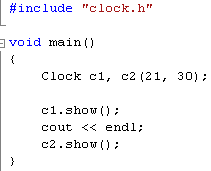 #include "clock.h"
void main()
{
Clock c1, c2(21, 30);
c1.show();
cout << endl;
c2.show();
}